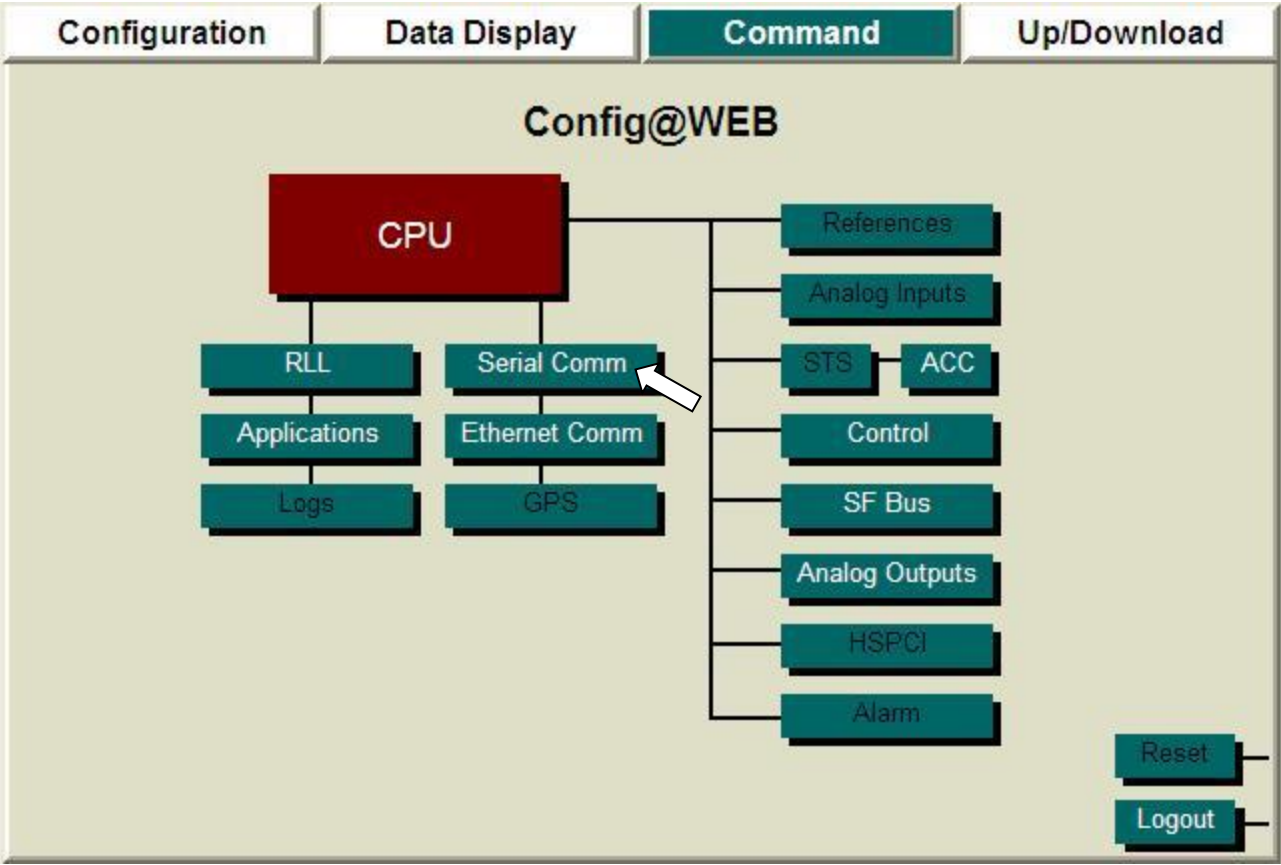 Configuration
Data Display
Command
Up/Download
Config@WEB
CPU
References
Analog Inputs
RLL
Serial Comm
STS
ACC
Applications
Ethernet Comm
Control
Logs
GPS
SF Bus
Analog Outputs
HSPCI
Alarm
Reset
Logout